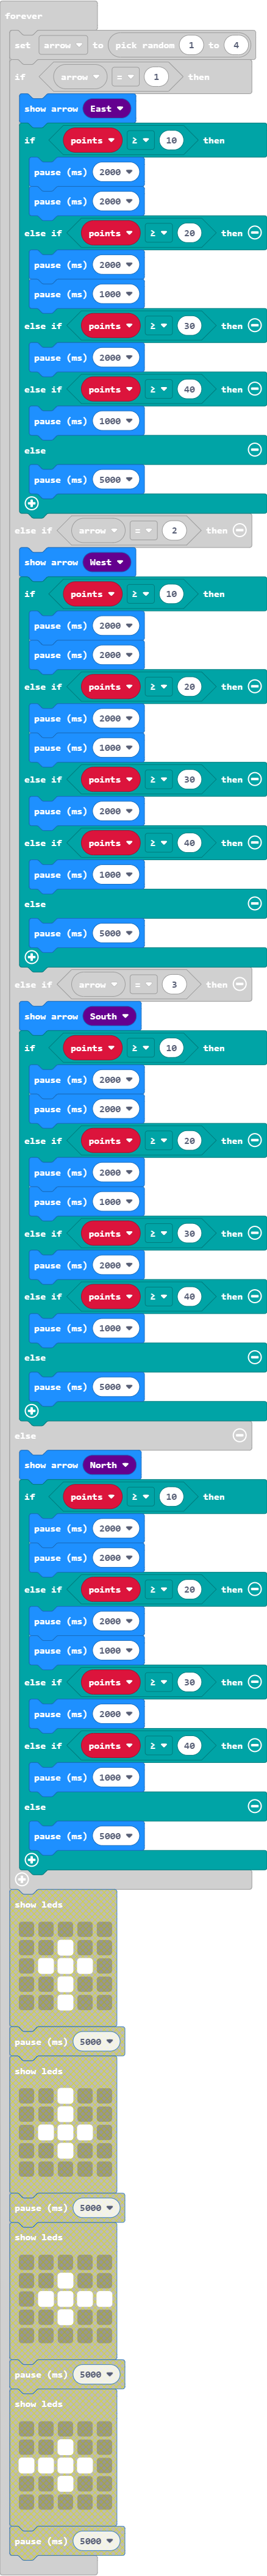 forever
set arrow to pick random 1 to 4
if arrow = 1 then
show arrow East
if points ≥ 10 then
pause (ms) 2000
pause (ms) 2000
else if points ≥ 20 then
pause (ms) 2000
pause (ms) 1000
else if points ≥ 30 then
pause (ms) 2000
else if points ≥ 40 then
pause (ms) 1000
else
pause (ms) 5000
else if arrow = 2 then
show arrow West
if points ≥ 10 then
pause (ms) 2000
pause (ms) 2000
else if points ≥ 20 then
pause (ms) 2000
pause (ms) 1000
else if points ≥ 30 then
pause (ms) 2000
else if points ≥ 40 then
pause (ms) 1000
else
pause (ms) 5000
else if arrow = 3 then
show arrow South
if points ≥ 10 then
pause (ms) 2000
pause (ms) 2000
else if points ≥ 20 then
pause (ms) 2000
pause (ms) 1000
else if points ≥ 30 then
pause (ms) 2000
else if points ≥ 40 then
pause (ms) 1000
else
pause (ms) 5000
else
show arrow North
if points ≥ 10 then
pause (ms) 2000
pause (ms) 2000
else if points ≥ 20 then
pause (ms) 2000
pause (ms) 1000
else if points ≥ 30 then
pause (ms) 2000
else if points ≥ 40 then
pause (ms) 1000
else
pause (ms) 5000
show leds
pause (ms) 5000
show leds
pause (ms) 5000
show leds
pause (ms) 5000
show leds
pause (ms) 5000